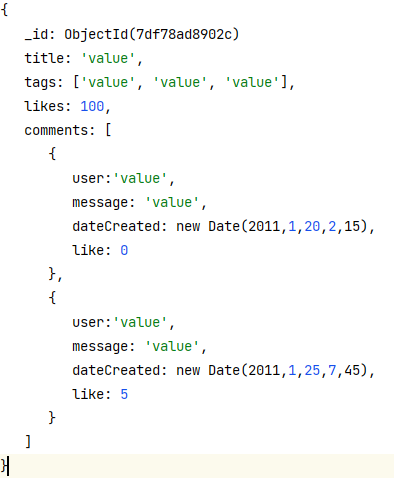 {
   _id: ObjectId(7df78ad8902c)
   title: 'value',
   tags: ['value', 'value', 'value'],
   likes: 100,
   comments: [
      {
         user:'value',
         message: 'value',
         dateCreated: new Date(2011,1,20,2,15),
         like: 0
      },
      {
         user:'value',
         message: 'value',
         dateCreated: new Date(2011,1,25,7,45),
         like: 5
      }
   ]
}